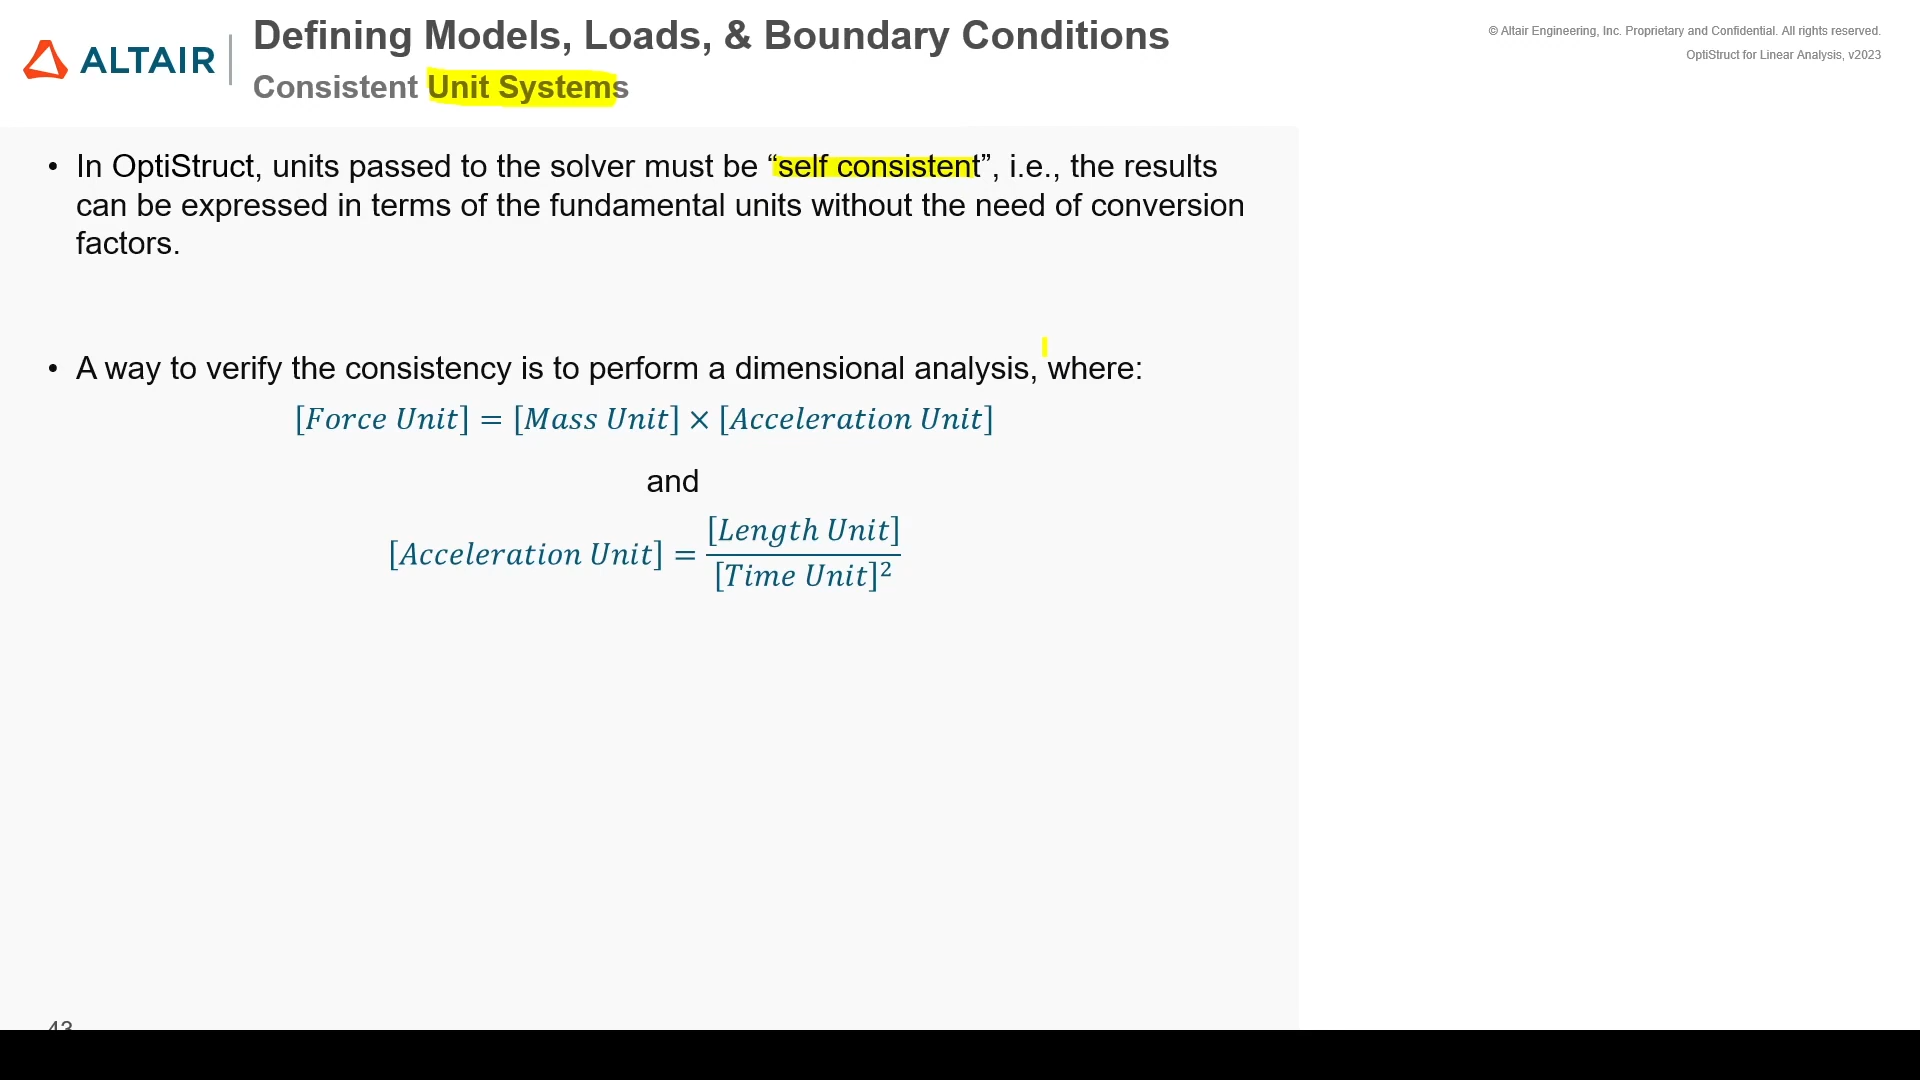 ALTAIR
Defining Models, Loads, & Boundary Conditions
Consistent Unit Systems
© Altair Engineering, Inc. Proprietary and Confidential. All rights reserved.
OptiStruct for Linear Analysis, v2023
• In OptiStruct, units passed to the solver must be “self consistent”, i.e., the results
can be expressed in terms of the fundamental units without the need of conversion
factors.
• A way to verify the consistency is to perform a dimensional analysis, where:
[Force Unit] = [Mass Unit] × [Acceleration Unit]
and
[Acceleration Unit] = [Length Unit] / [Time Unit]²
43